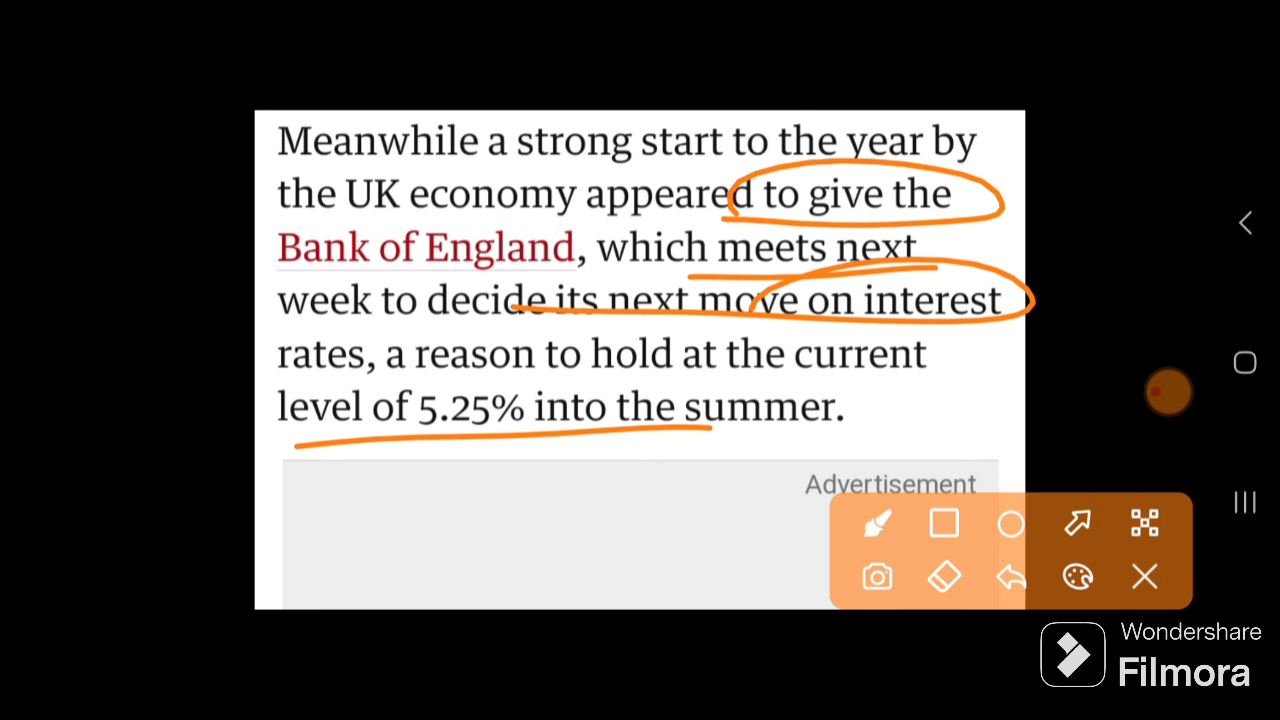 Meanwhile a strong start to the year by
the UK economy appeared to give the
Bank of England, which meets next
week to decide its next move on interest
rates, a reason to hold at the current
level of 5.25% into the summer.
Advertisement
Wondershare
Filmora